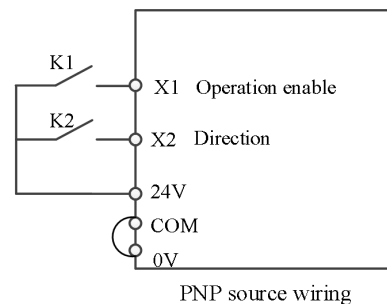 K1
X1 Operation enable
K2
X2 Direction
24V
COM
0V
PNP source wiring